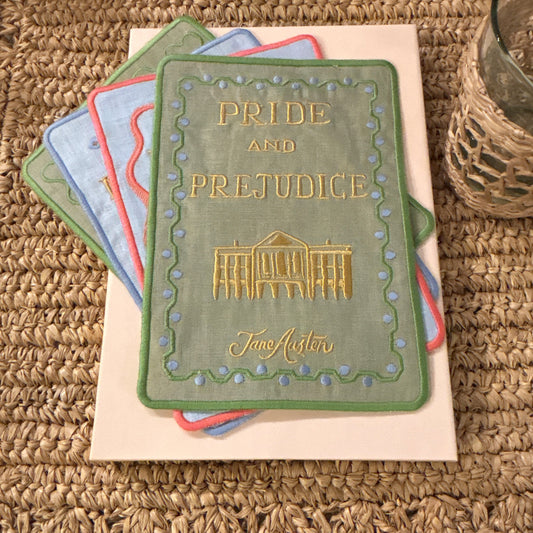 PRIDE
AND
PREJUDICE
Jane Austen